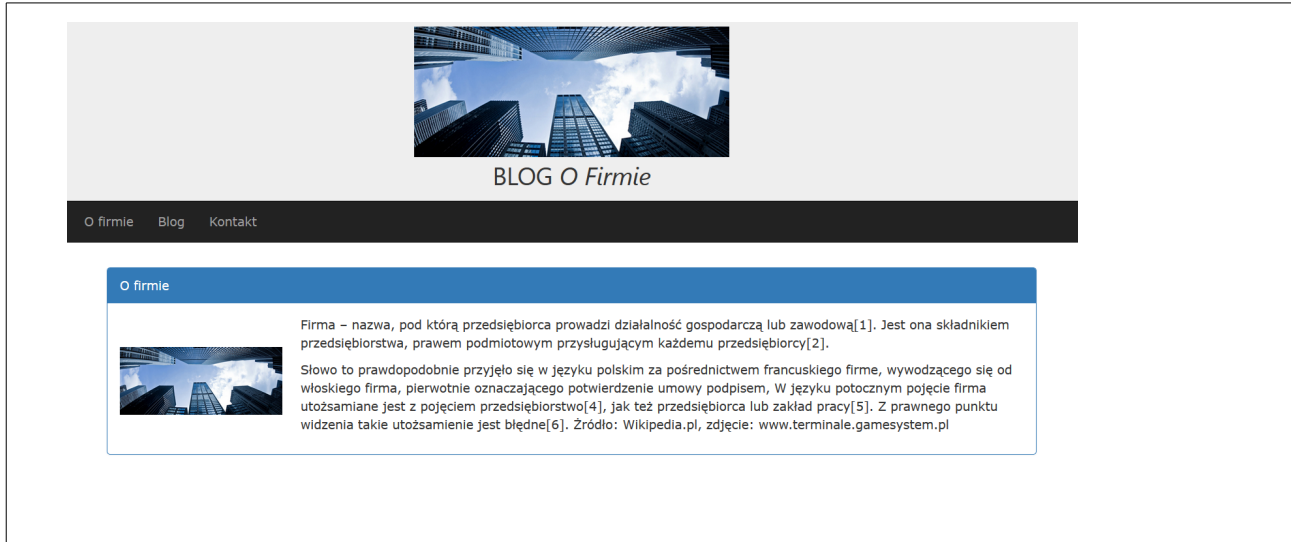 BLOG O Firmie
O firmie Blog Kontakt
O firmie
Firma – nazwa, pod którą przedsiębiorca prowadzi działalność gospodarczą lub zawodową[1]. Jest ona składnikiem
przedsiębiorstwa, prawem podmiotowym przysługującym każdemu przedsiębiorcy[2].
Słowo to prawdopodobnie przyjęło się w języku polskim za pośrednictwem francuskiego firme, wywodzącego się od
włoskiego firma, pierwotnie oznaczającego potwierdzenie umowy podpisem, W języku potocznym pojęcie firma
utożsamiane jest z pojęciem przedsiębiorstwo[4], jak też przedsiębiorca lub zakład pracy[5]. Z prawnego punktu
widzenia takie utożsamienie jest błędne[6]. Źródło: Wikipedia.pl, zdjęcie: www.terminale.gamesystem.pl